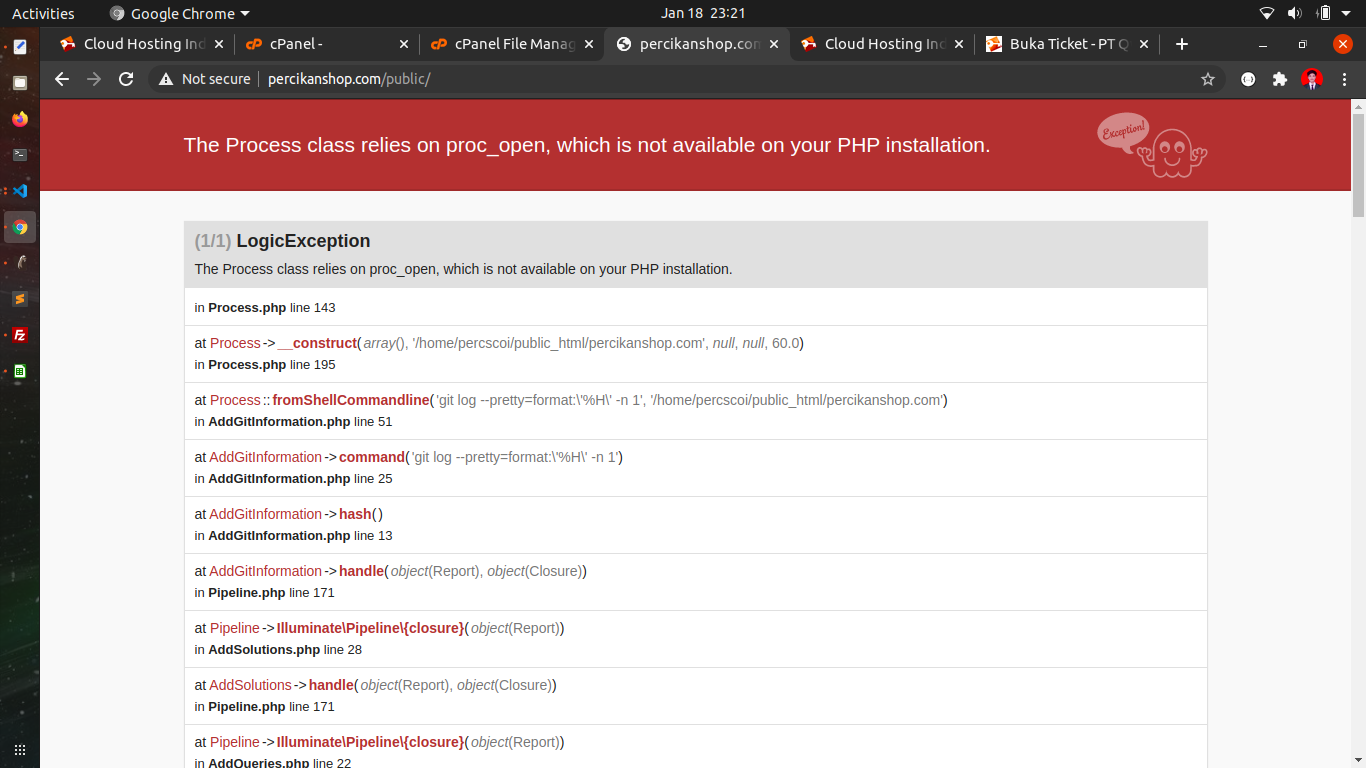 Activities
Google Chrome
Jan 18 23:21
Cloud Hosting Ind
cPanel -
cPanel File Manag
percikanshop.com
Cloud Hosting Ind
Buka Ticket - PT Q
Not secure
percikanshop.com/public/
The Process class relies on proc_open, which is not available on your PHP installation.
Exception!
(1/1) LogicException
The Process class relies on proc_open, which is not available on your PHP installation.
in Process.php line 143
at Process->__construct(array(), '/home/percscoi/public_html/percikanshop.com', null, null, 60.0)
in Process.php line 195
at Process::fromShellCommandline('git log --pretty=format:\'%H\' -n 1', '/home/percscoi/public_html/percikanshop.com')
in AddGitInformation.php line 51
at AddGitInformation->command('git log --pretty=format:\'%H\' -n 1')
in AddGitInformation.php line 25
at AddGitInformation->hash()
in AddGitInformation.php line 13
at AddGitInformation->handle(object(Report), object(Closure))
in Pipeline.php line 171
at Pipeline->Illuminate\Pipeline\{closure}(object(Report))
in AddSolutions.php line 28
at AddSolutions->handle(object(Report), object(Closure))
in Pipeline.php line 171
at Pipeline->Illuminate\Pipeline\{closure}(object(Report))
in AddQueries.php line 22